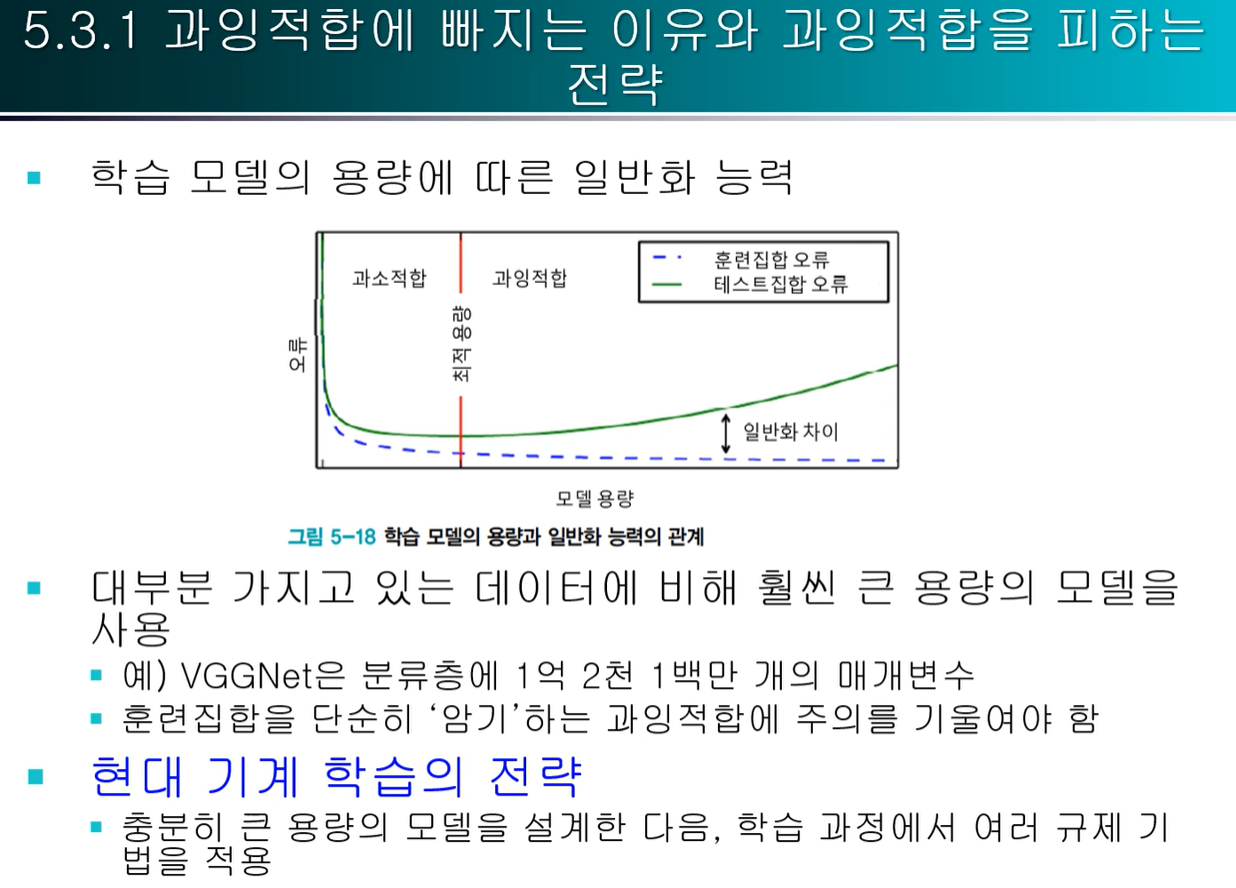 5.3.1 과잉적합에 빠지는 이유와 과잉적합을 피하는
전략
학습 모델의 용량에 따른 일반화 능력
과소적합
과잉적합
훈련집합 오류
테스트집합 오류
오류
최적 용량
일반화 차이
모델 용량
그림 5-18 학습 모델의 용량과 일반화 능력의 관계
대부분 가지고 있는 데이터에 비해 훨씬 큰 용량의 모델을
사용
예) VGGNet은 분류층에 1억 2천 1백만 개의 매개변수
훈련집합을 단순히 ‘암기’하는 과잉적합에 주의를 기울여야 함
현대 기계 학습의 전략
충분히 큰 용량의 모델을 설계한 다음, 학습 과정에서 여러 규제 기
법을 적용